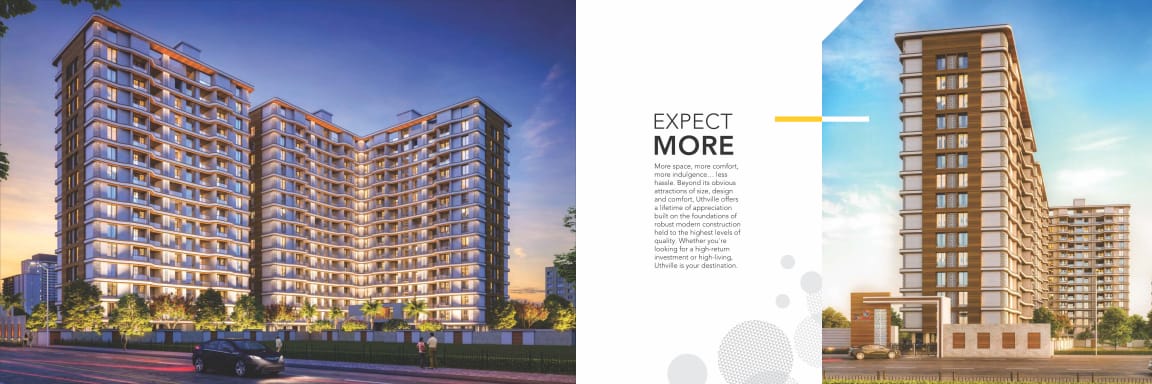 EXPECT
MORE
More space, more comfort,
more indulgence... less
hassle. Beyond its obvious
attractions of size, design
and comfort, Uthville offers
a lifetime of appreciation
built on the foundations of
robust modern construction
held to the highest levels of
quality. Whether you're
looking for a high-return
investment or high-living,
Uthville is your destination.